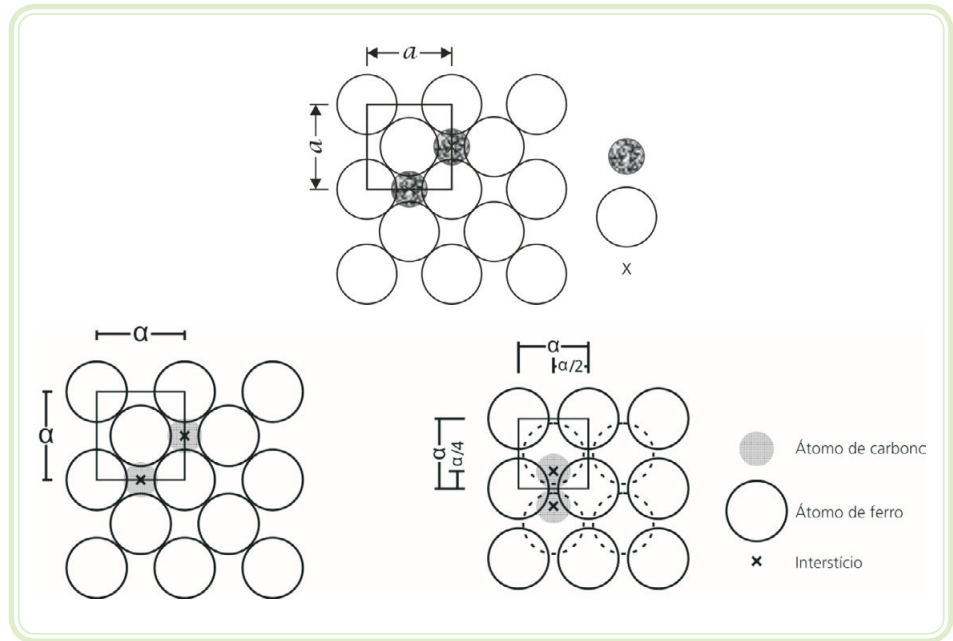 a
a
X
α
α
α
α/2
α
α/4
Átomo de carbonc
Átomo de ferro
Interstício